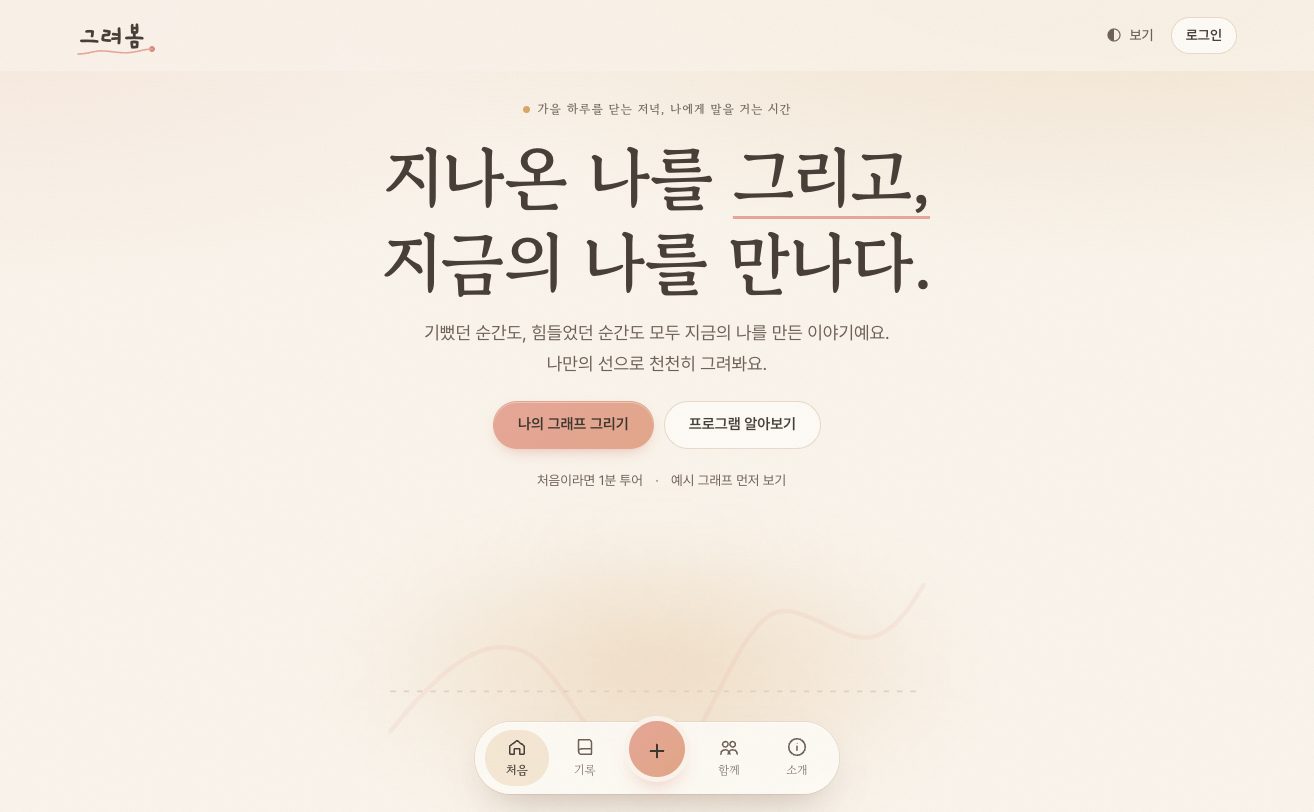 그려봄
보기
로그인
가을 하루를 닫는 저녁, 나에게 말을 거는 시간
지나온 나를 그리고,
지금의 나를 만나다.
기뻤던 순간도, 힘들었던 순간도 모두 지금의 나를 만든 이야기예요.
나만의 선으로 천천히 그려봐요.
나의 그래프 그리기
프로그램 알아보기
처음이라면 1분 투어 · 예시 그래프 먼저 보기
처음
기록
+
함께
소개